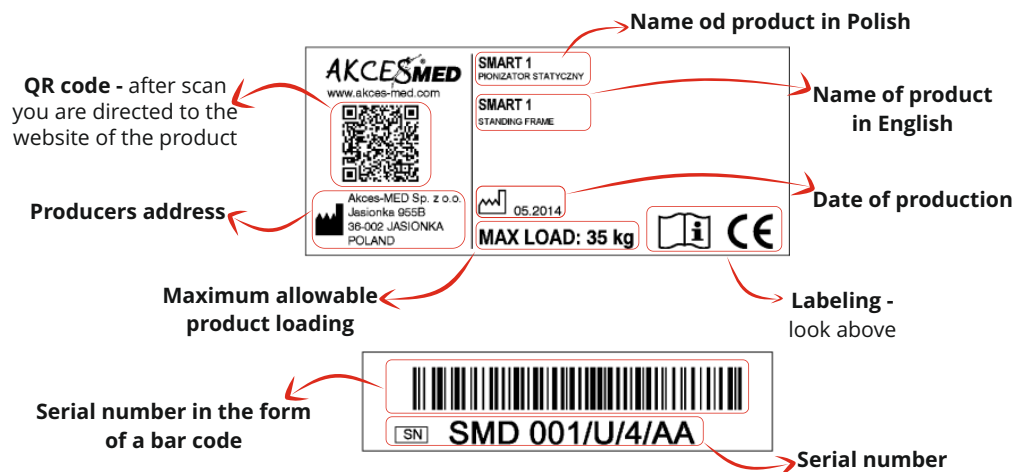 Name od product in Polish
AKCESMED
www.akces-med.com
SMART 1
PIONIZATOR STATYCZNY
QR code - after scan
you are directed to the
website of the product
SMART 1
STANDING FRAME
Name of product
in English
Producers address
Akces-MED Sp. z o.o.
Jasionka 955B
36-002 JASIONKA
POLAND
05.2014
Date of production
MAX LOAD: 35 kg
i CE
Maximum allowable
product loading
Labeling -
look above
Serial number in the form
of a bar code
SN SMD 001/U/4/AA
Serial number